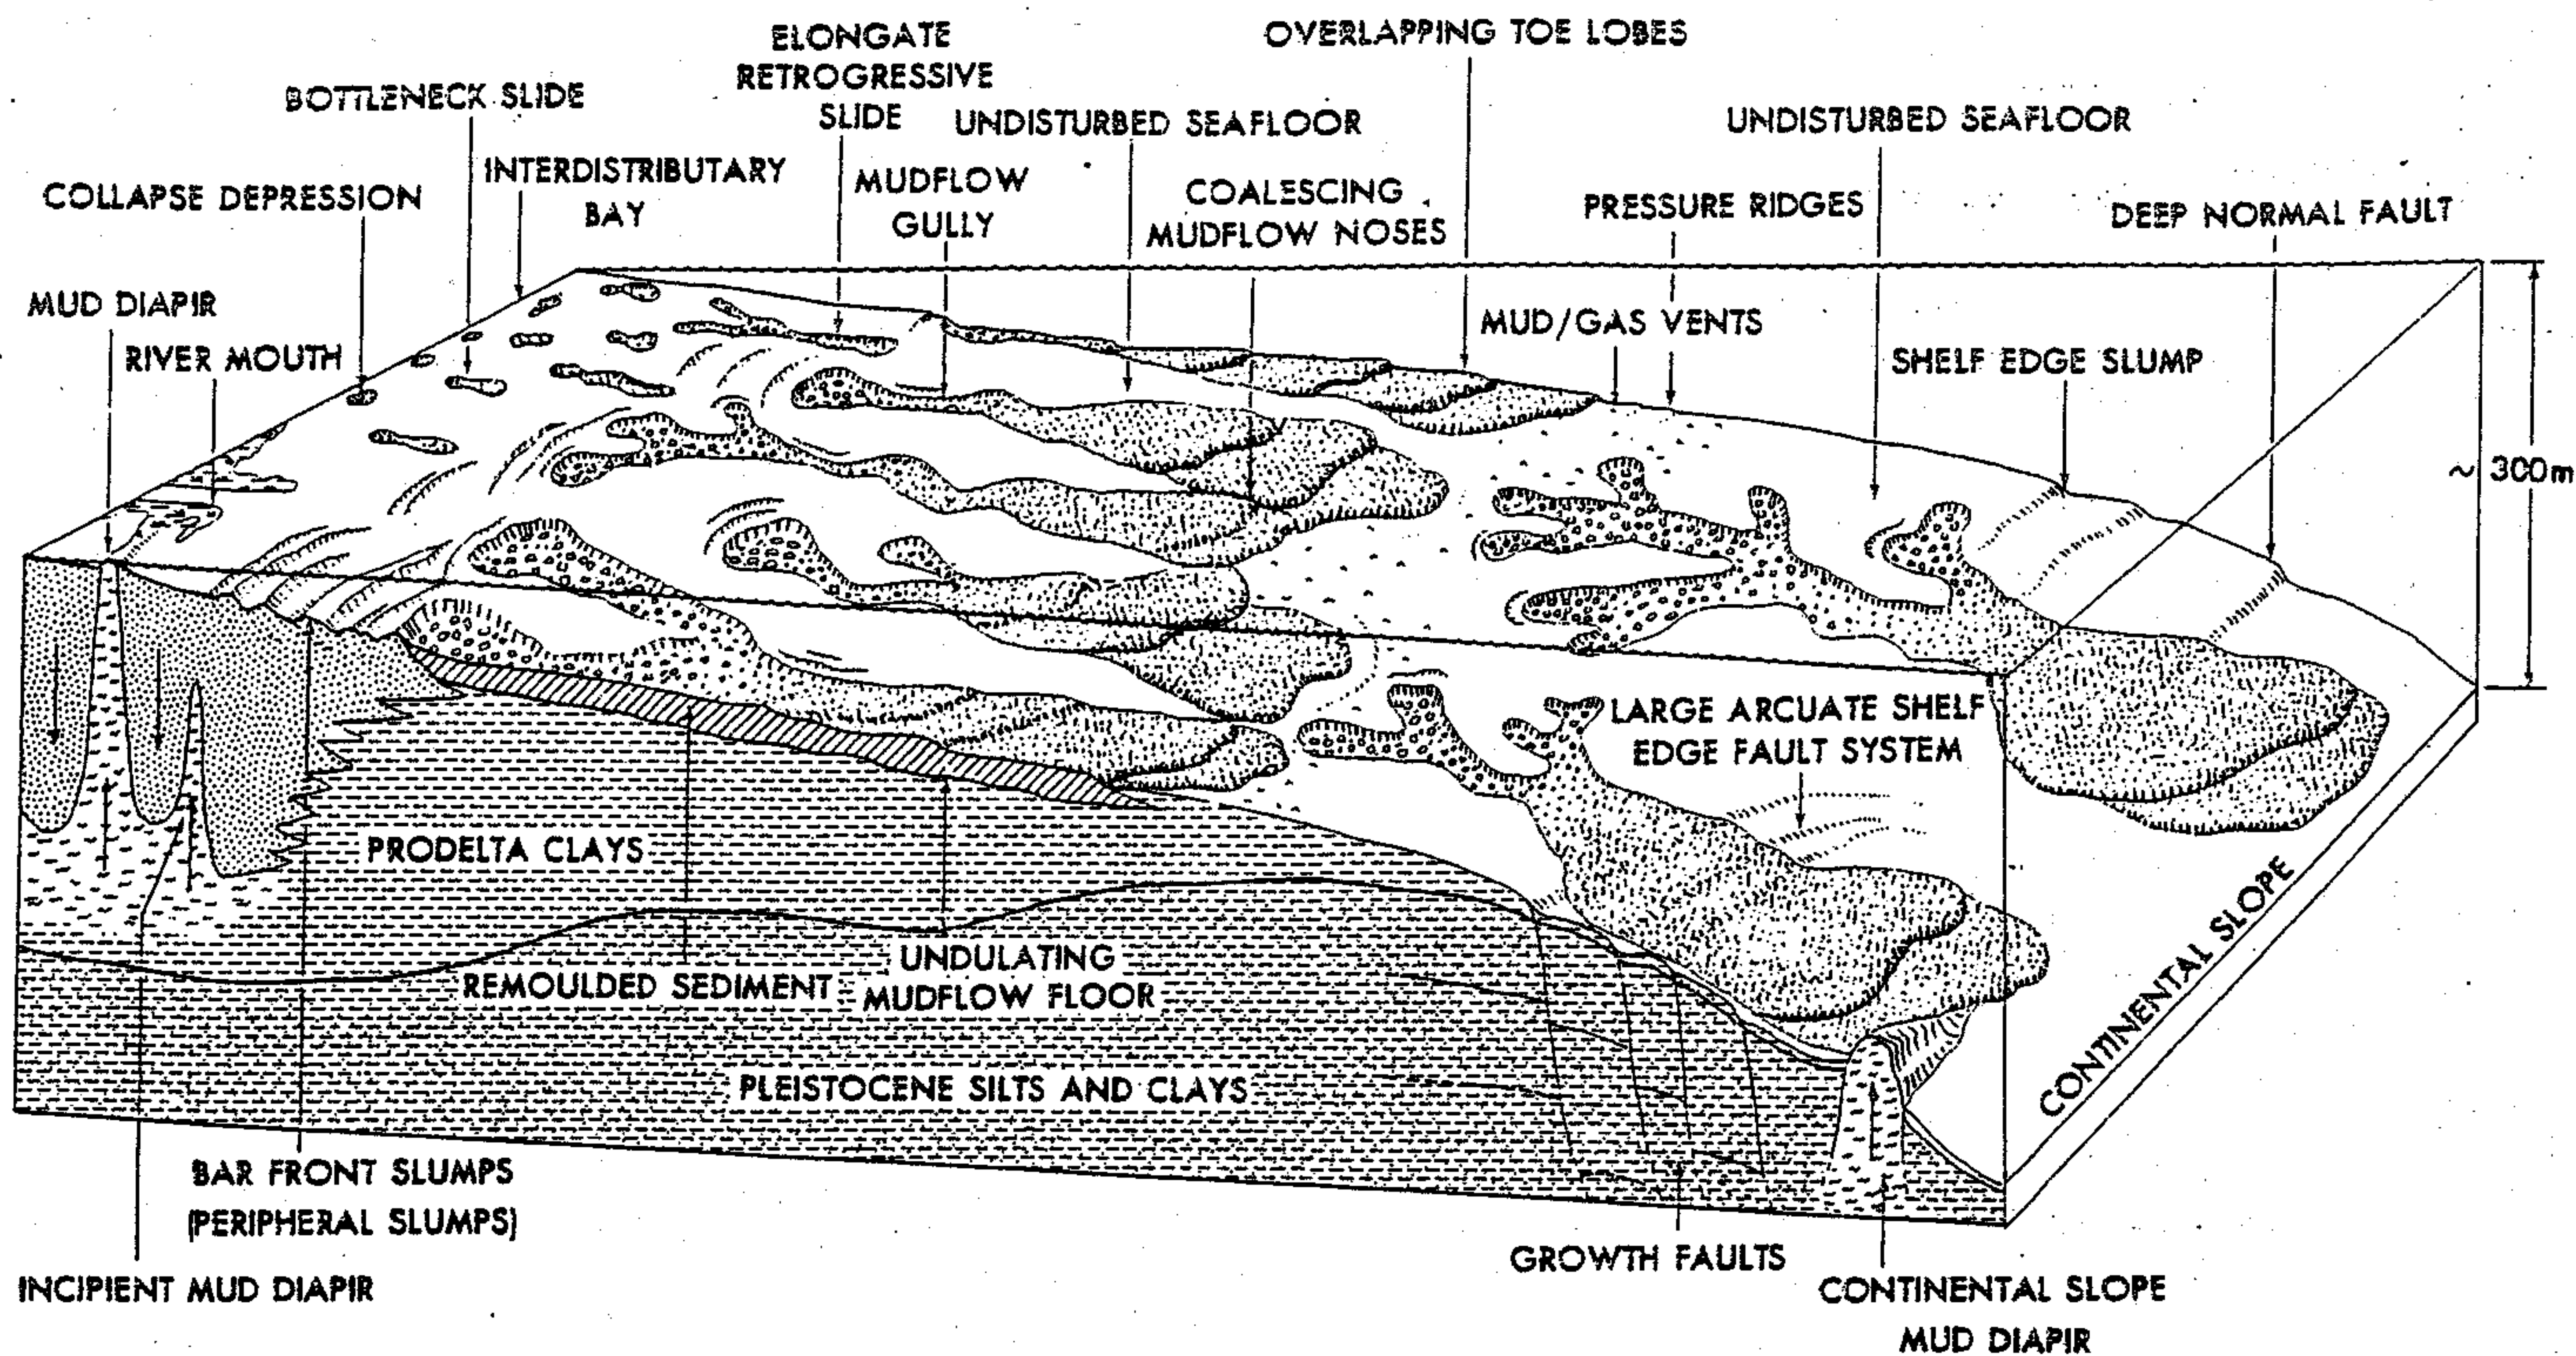 ELONGATE
RETROGRESSIVE
SLIDE
OVERLAPPING TOE LOBES
BOTTLENECK SLIDE
UNDISTURBED SEAFLOOR
UNDISTURBED SEAFLOOR
INTERDISTRIBUTARY
BAY
MUDFLOW
GULLY
COALESCING
MUDFLOW NOSES
PRESSURE RIDGES
DEEP NORMAL FAULT
COLLAPSE DEPRESSION
MUD DIAPIR
RIVER MOUTH
MUD/GAS VENTS
SHELF EDGE SLUMP
~ 300m
LARGE ARCUATE SHELF
EDGE FAULT SYSTEM
PRODELTA CLAYS
REMOULDED SEDIMENT
UNDULATING
MUDFLOW FLOOR
CONTINENTAL SLOPE
PLEISTOCENE SILTS AND CLAYS
BAR FRONT SLUMPS
(PERIPHERAL SLUMPS)
INCIPIENT MUD DIAPIR
GROWTH FAULTS
CONTINENTAL SLOPE
MUD DIAPIR